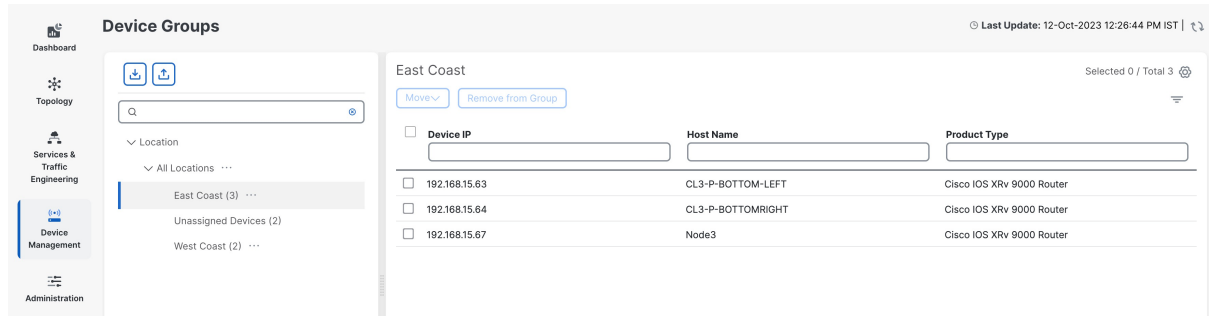 Dashboard
Topology
Services &
Traffic
Engineering
Device
Management
Administration
Device Groups
Last Update: 12-Oct-2023 12:26:44 PM IST |
Location
All Locations ...
East Coast (3) ...
Unassigned Devices (2)
West Coast (2) ...
East Coast
Selected 0 / Total 3
Move
Remove from Group
Device IP Host Name Product Type
192.168.15.63 CL3-P-BOTTOM-LEFT Cisco IOS XRv 9000 Router
192.168.15.64 CL3-P-BOTTOMRIGHT Cisco IOS XRv 9000 Router
192.168.15.67 Node3 Cisco IOS XRv 9000 Router